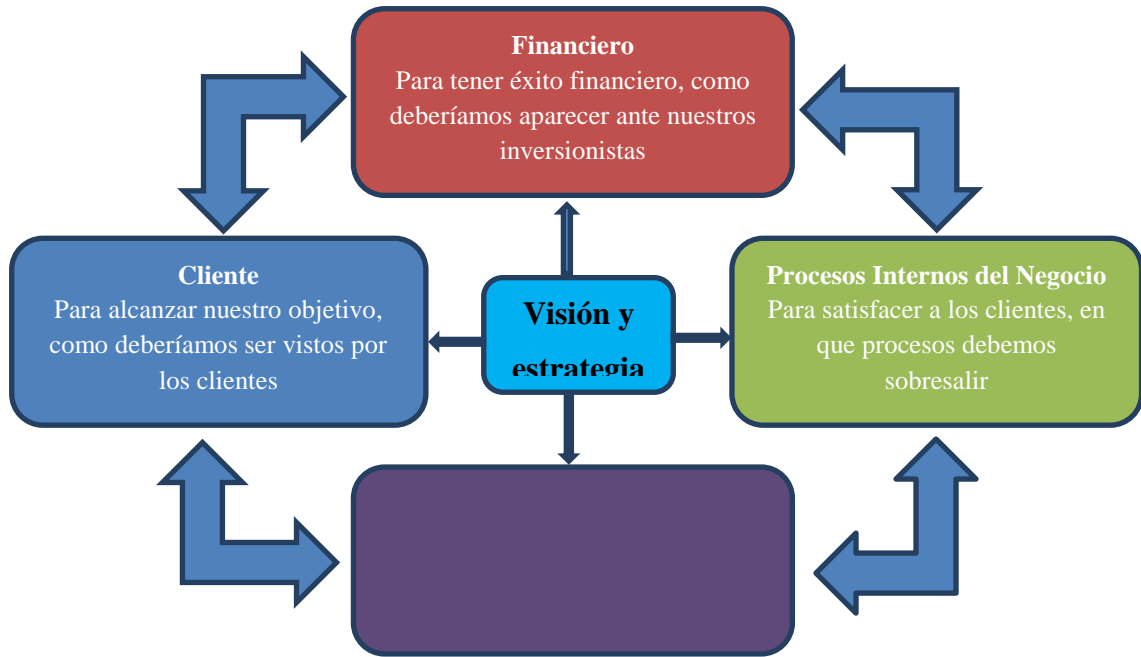 Financiero
Para tener éxito financiero, como
deberíamos aparecer ante nuestros
inversionistas
Cliente
Para alcanzar nuestro objetivo,
como deberíamos ser vistos por
los clientes
Visión y
estrategia
Procesos Internos del Negocio
Para satisfacer a los clientes, en
que procesos debemos
sobresalir